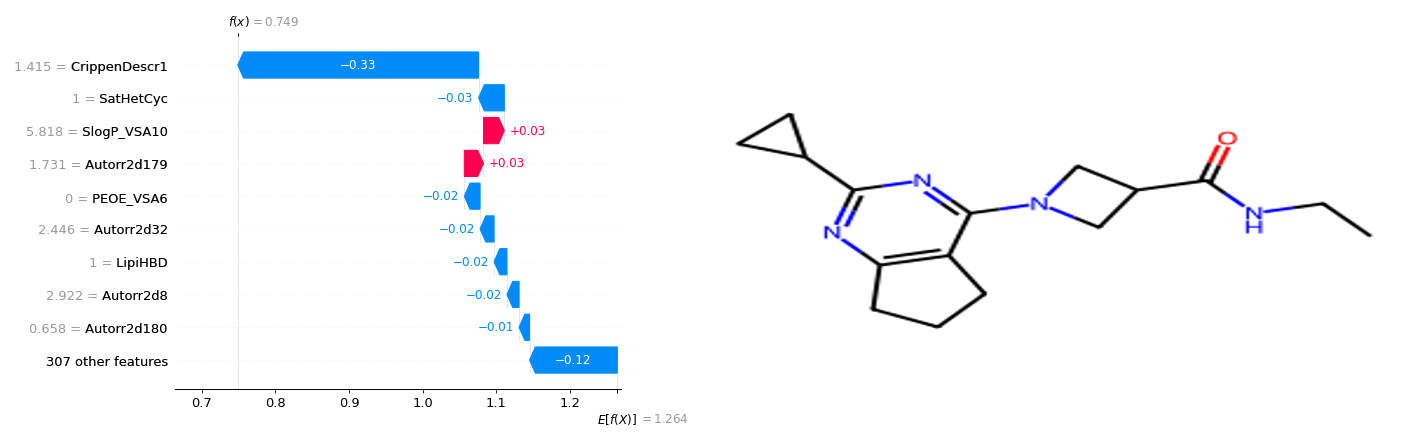 f(x) = 0.749
1.415 = CrippenDescr1
−0.33
1 = SatHetCyc
−0.03
5.818 = SlogP_VSA10
+0.03
1.731 = Autorr2d179
+0.03
0 = PEOE_VSA6
−0.02
2.446 = Autorr2d32
−0.02
1 = LipiHBD
−0.02
2.922 = Autorr2d8
−0.02
0.658 = Autorr2d180
−0.01
307 other features
−0.12
0.7 0.8 0.9 1.0 1.1 1.2
E[f(X)] = 1.264
O
N
N
N
N
H